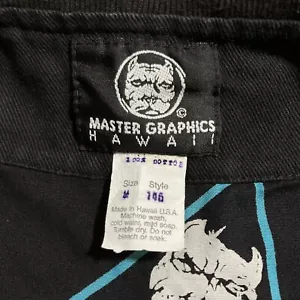 ©
MASTER GRAPHICS
HAWAII
100% COTTON
Size Style
M 146
Made in Hawaii U.S.A.
Machine wash,
cold water, mild soap.
Tumble dry. Do not
bleach or soak.